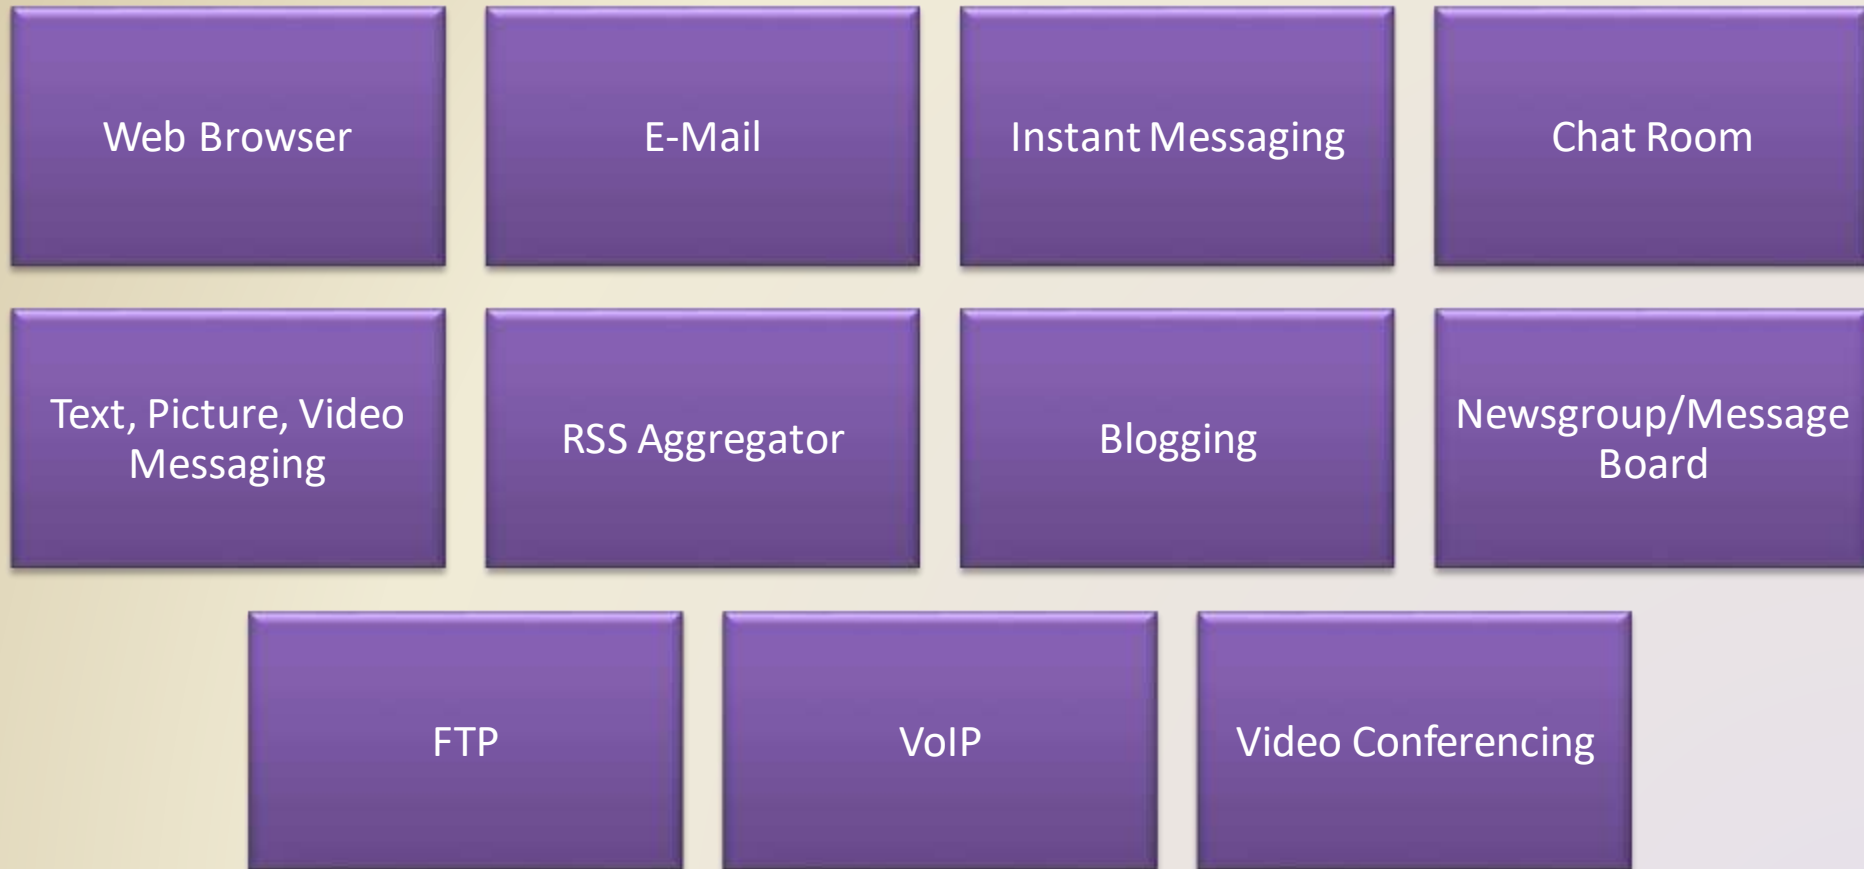 Web Browser
E-Mail
Instant Messaging
Chat Room
Text, Picture, Video
Messaging
RSS Aggregator
Blogging
Newsgroup/Message
Board
FTP
VoIP
Video Conferencing